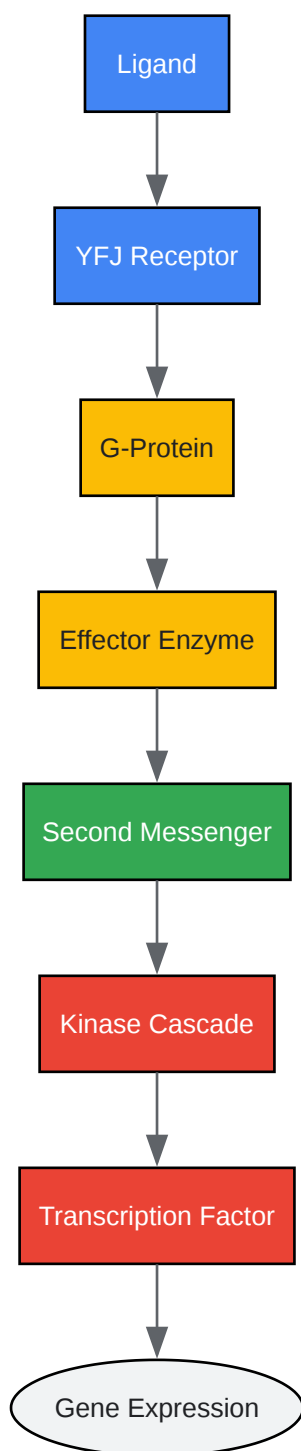 Ligand
YFJ Receptor
G-Protein
Effector Enzyme
Second Messenger
Kinase Cascade
Transcription Factor
Gene Expression